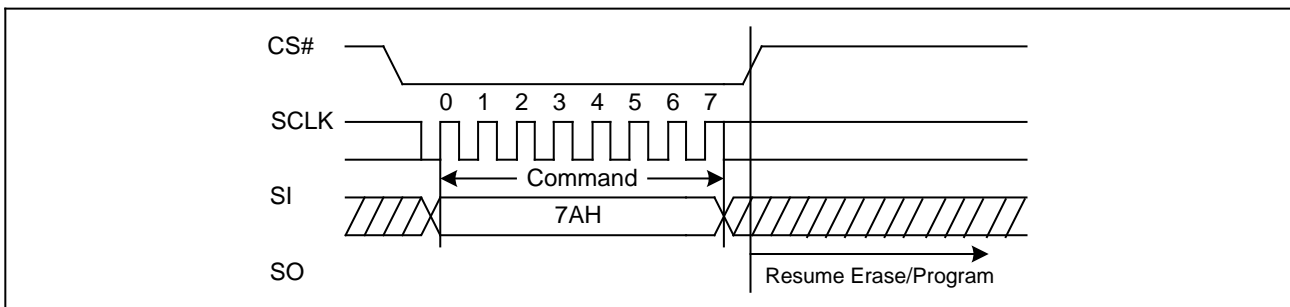 CS#
0 1 2 3 4 5 6 7
SCLK
Command
SI
7AH
SO
Resume Erase/Program